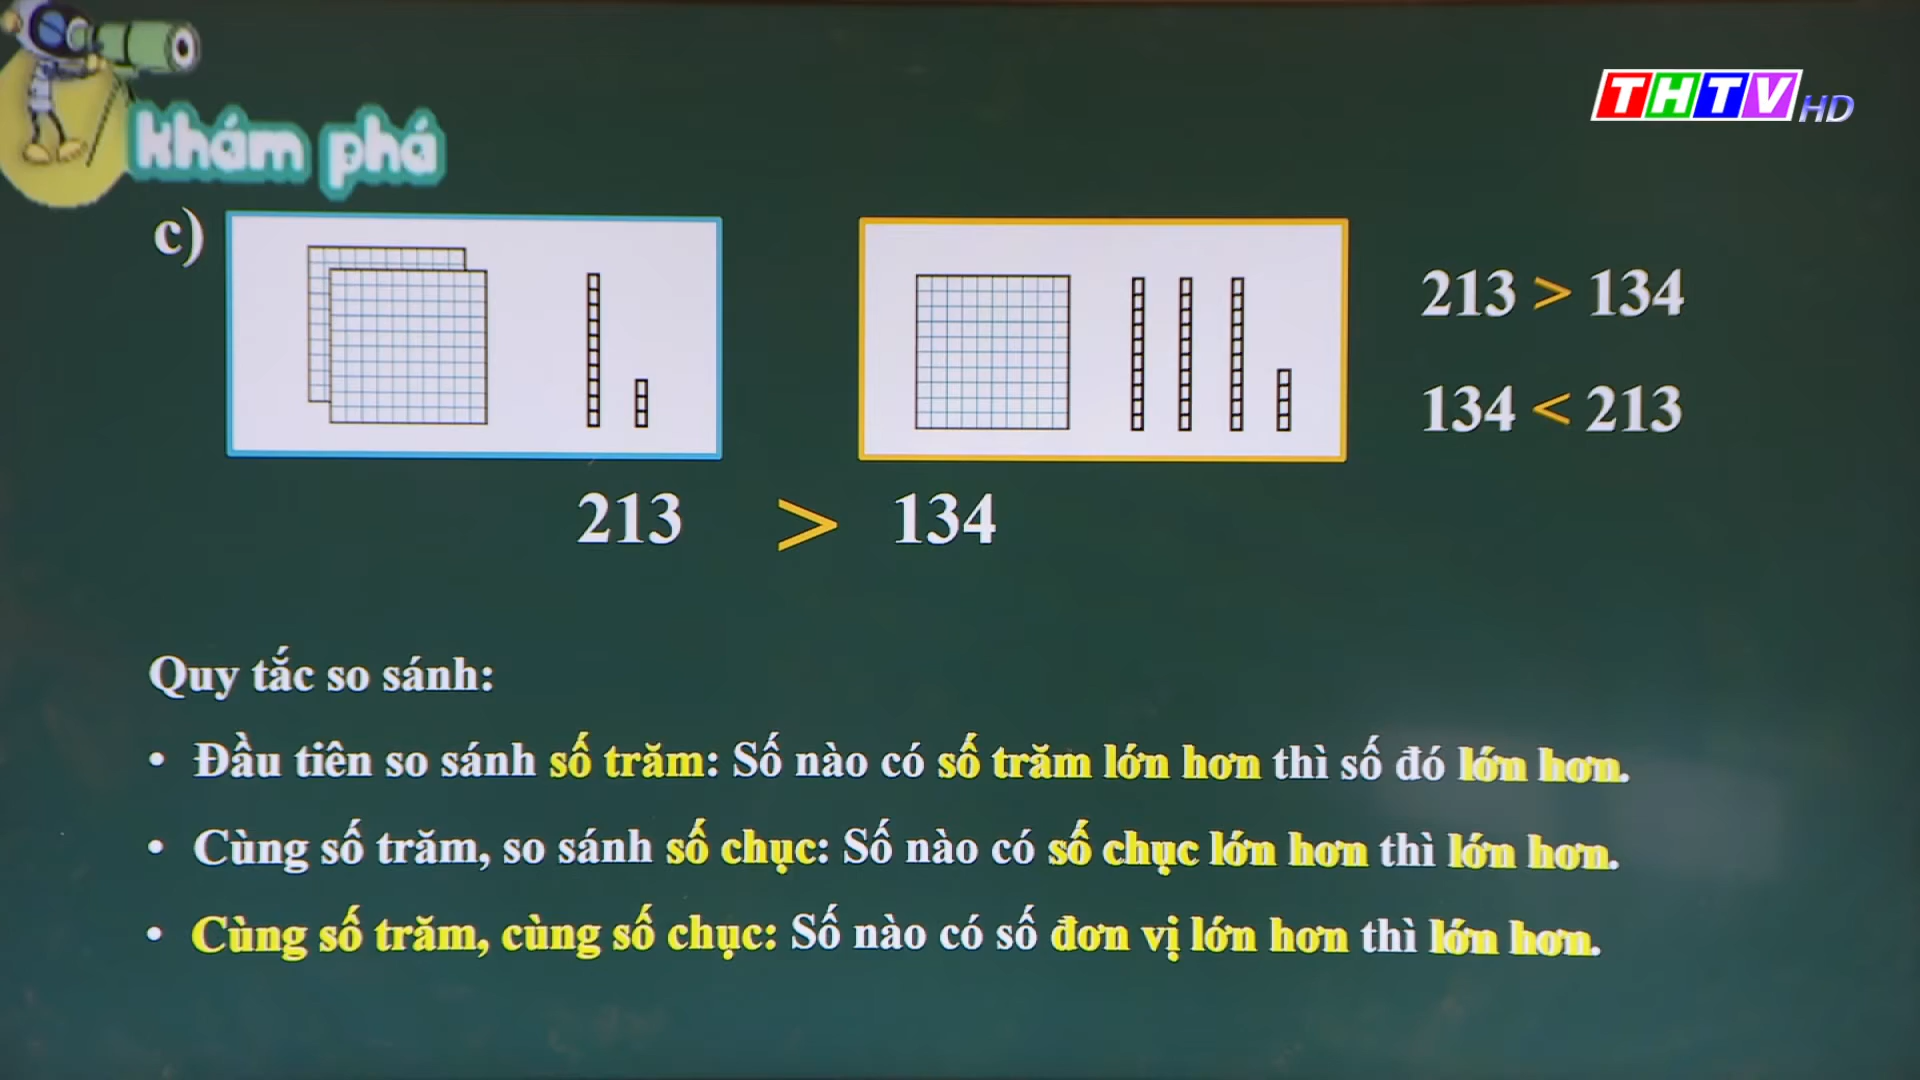 khám phá
THTV HD
c)
213 > 134
134 < 213
213 > 134
Quy tắc so sánh:
• Đầu tiên so sánh số trăm: Số nào có số trăm lớn hơn thì số đó lớn hơn.
• Cùng số trăm, so sánh số chục: Số nào có số chục lớn hơn thì lớn hơn.
• Cùng số trăm, cùng số chục: Số nào có số đơn vị lớn hơn thì lớn hơn.